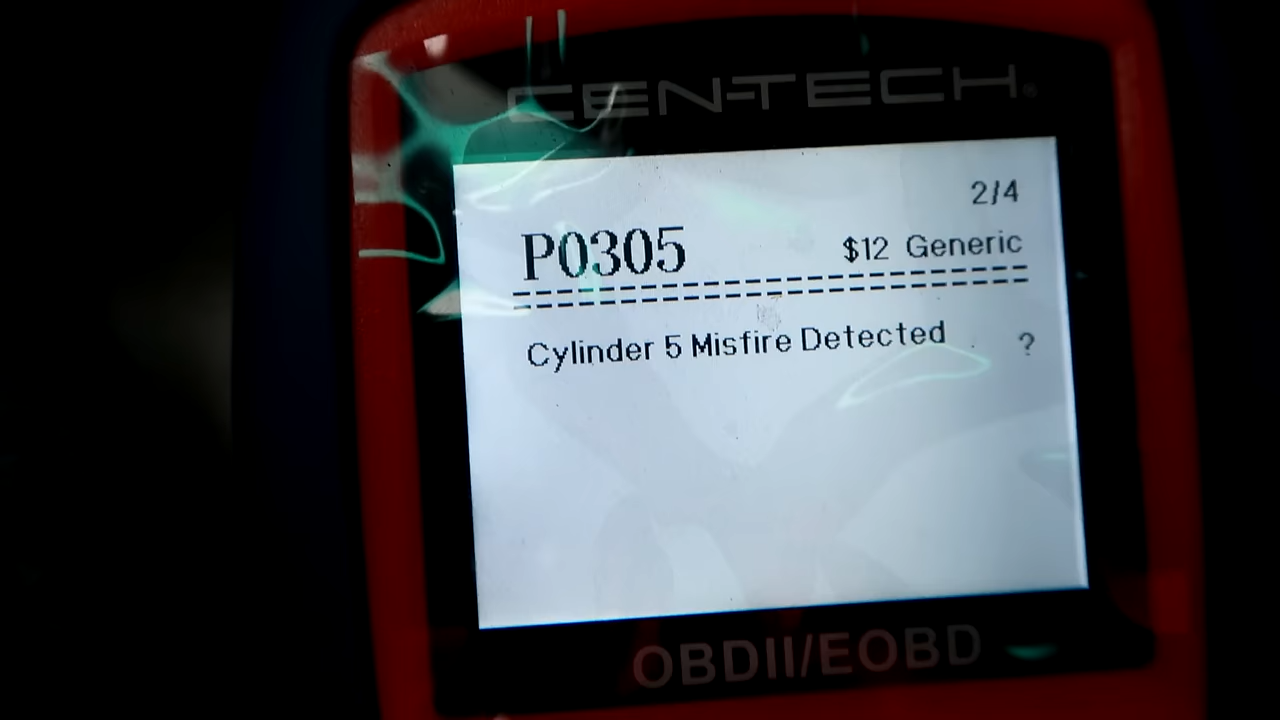 CEN-TECH®
2/4
P0305 $12 Generic
==========================
Cylinder 5 Misfire Detected ?
OBDII/EOBD